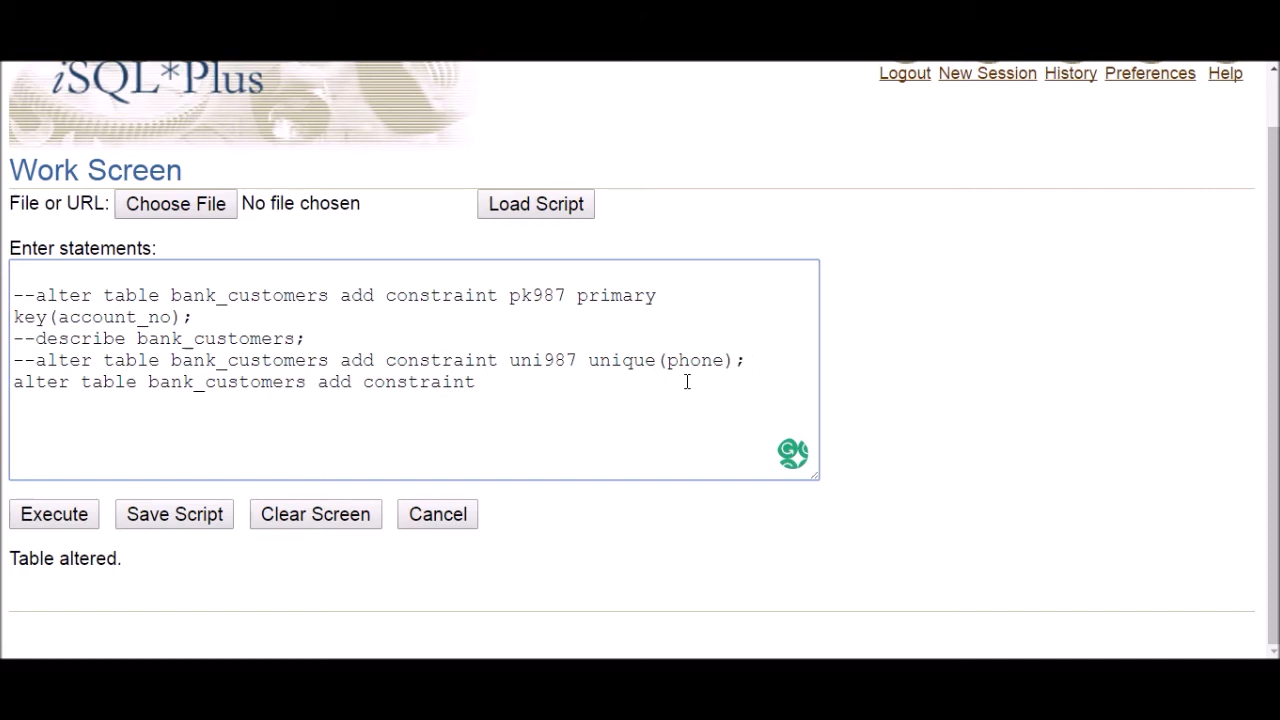 iSQL*Plus
Logout New Session History Preferences Help
Work Screen
File or URL: Choose File No file chosen Load Script
Enter statements:
--alter table bank_customers add constraint pk987 primary
key(account_no);
--describe bank_customers;
--alter table bank_customers add constraint uni987 unique(phone);
alter table bank_customers add constraint
Execute Save Script Clear Screen Cancel
Table altered.